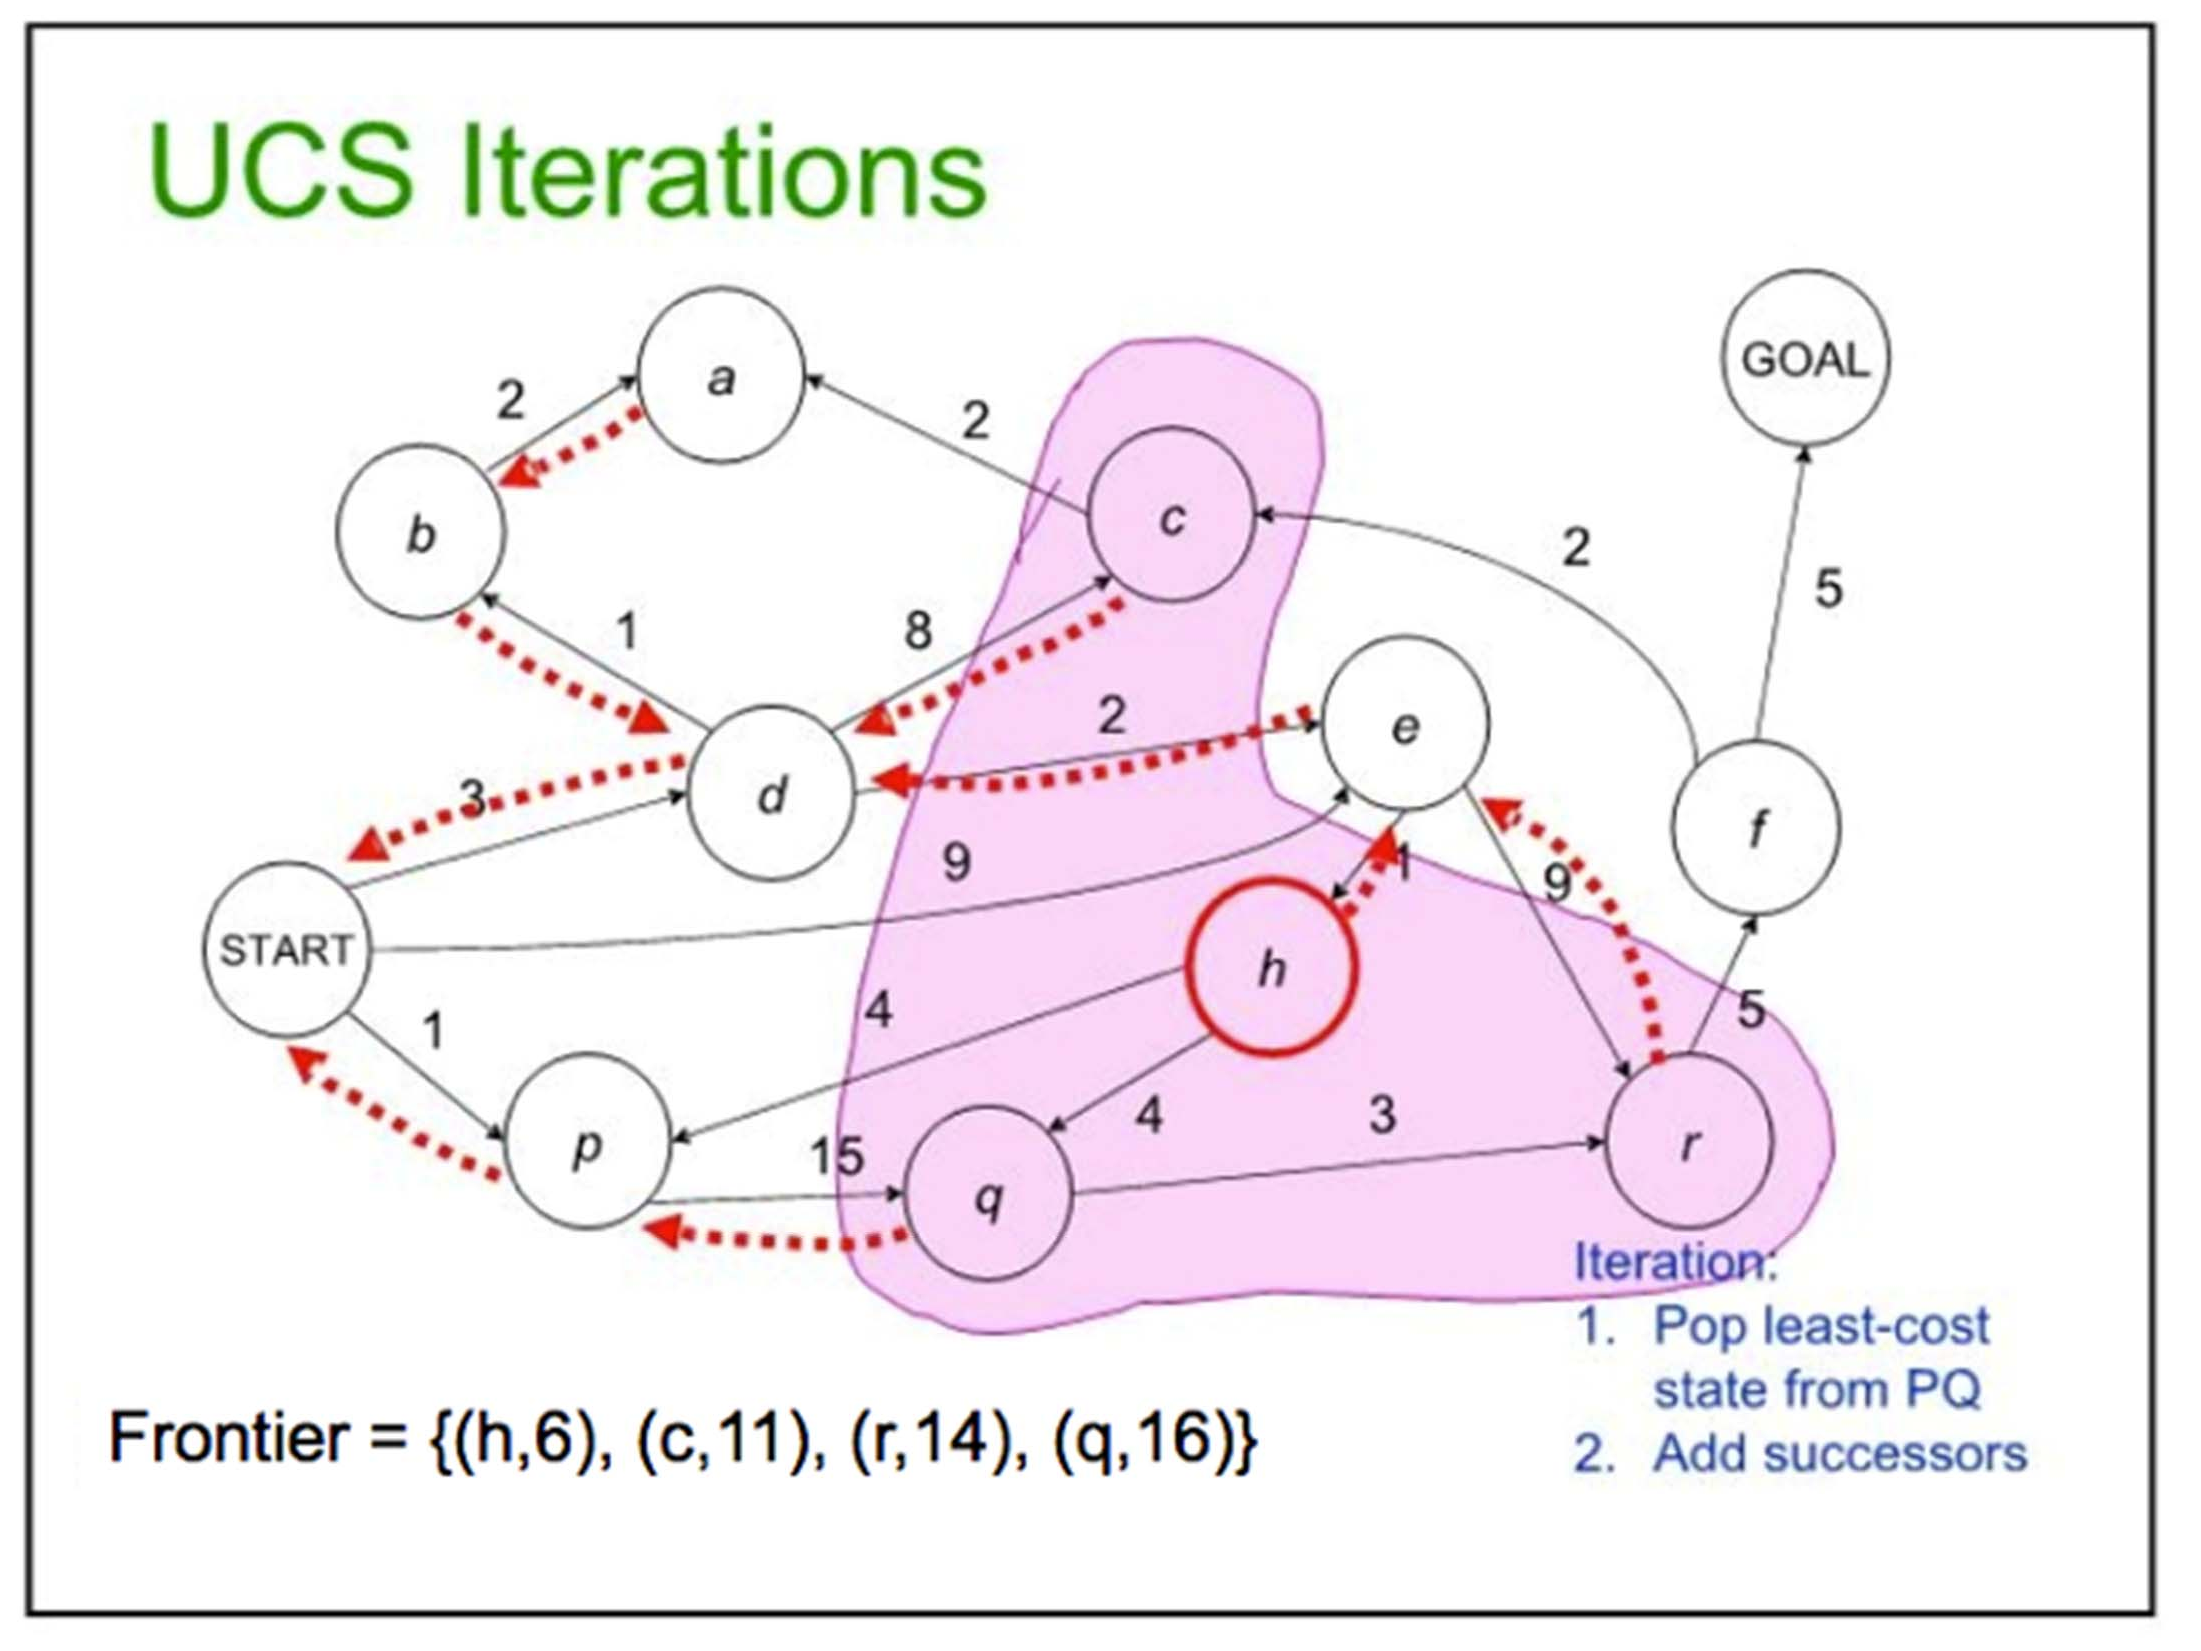 UCS Iterations
GOAL
a
2
2
c
b
2
5
1
8
2
e
3
d
f
9
1
9
START
h
4
5
1
p
15
4
3
r
q
Iteration:
1. Pop least-cost
state from PQ
2. Add successors
Frontier = {(h,6), (c,11), (r,14), (q,16)}